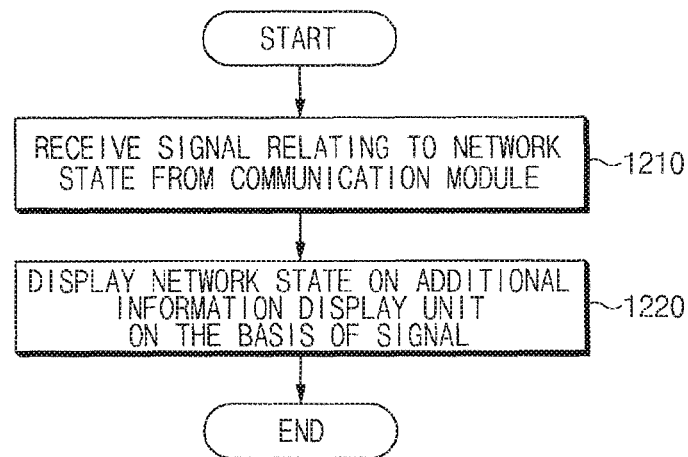 START
RECEIVE SIGNAL RELATING TO NETWORK
STATE FROM COMMUNICATION MODULE
1210
DISPLAY NETWORK STATE ON ADDITIONAL
INFORMATION DISPLAY UNIT
ON THE BASIS OF SIGNAL
1220
END